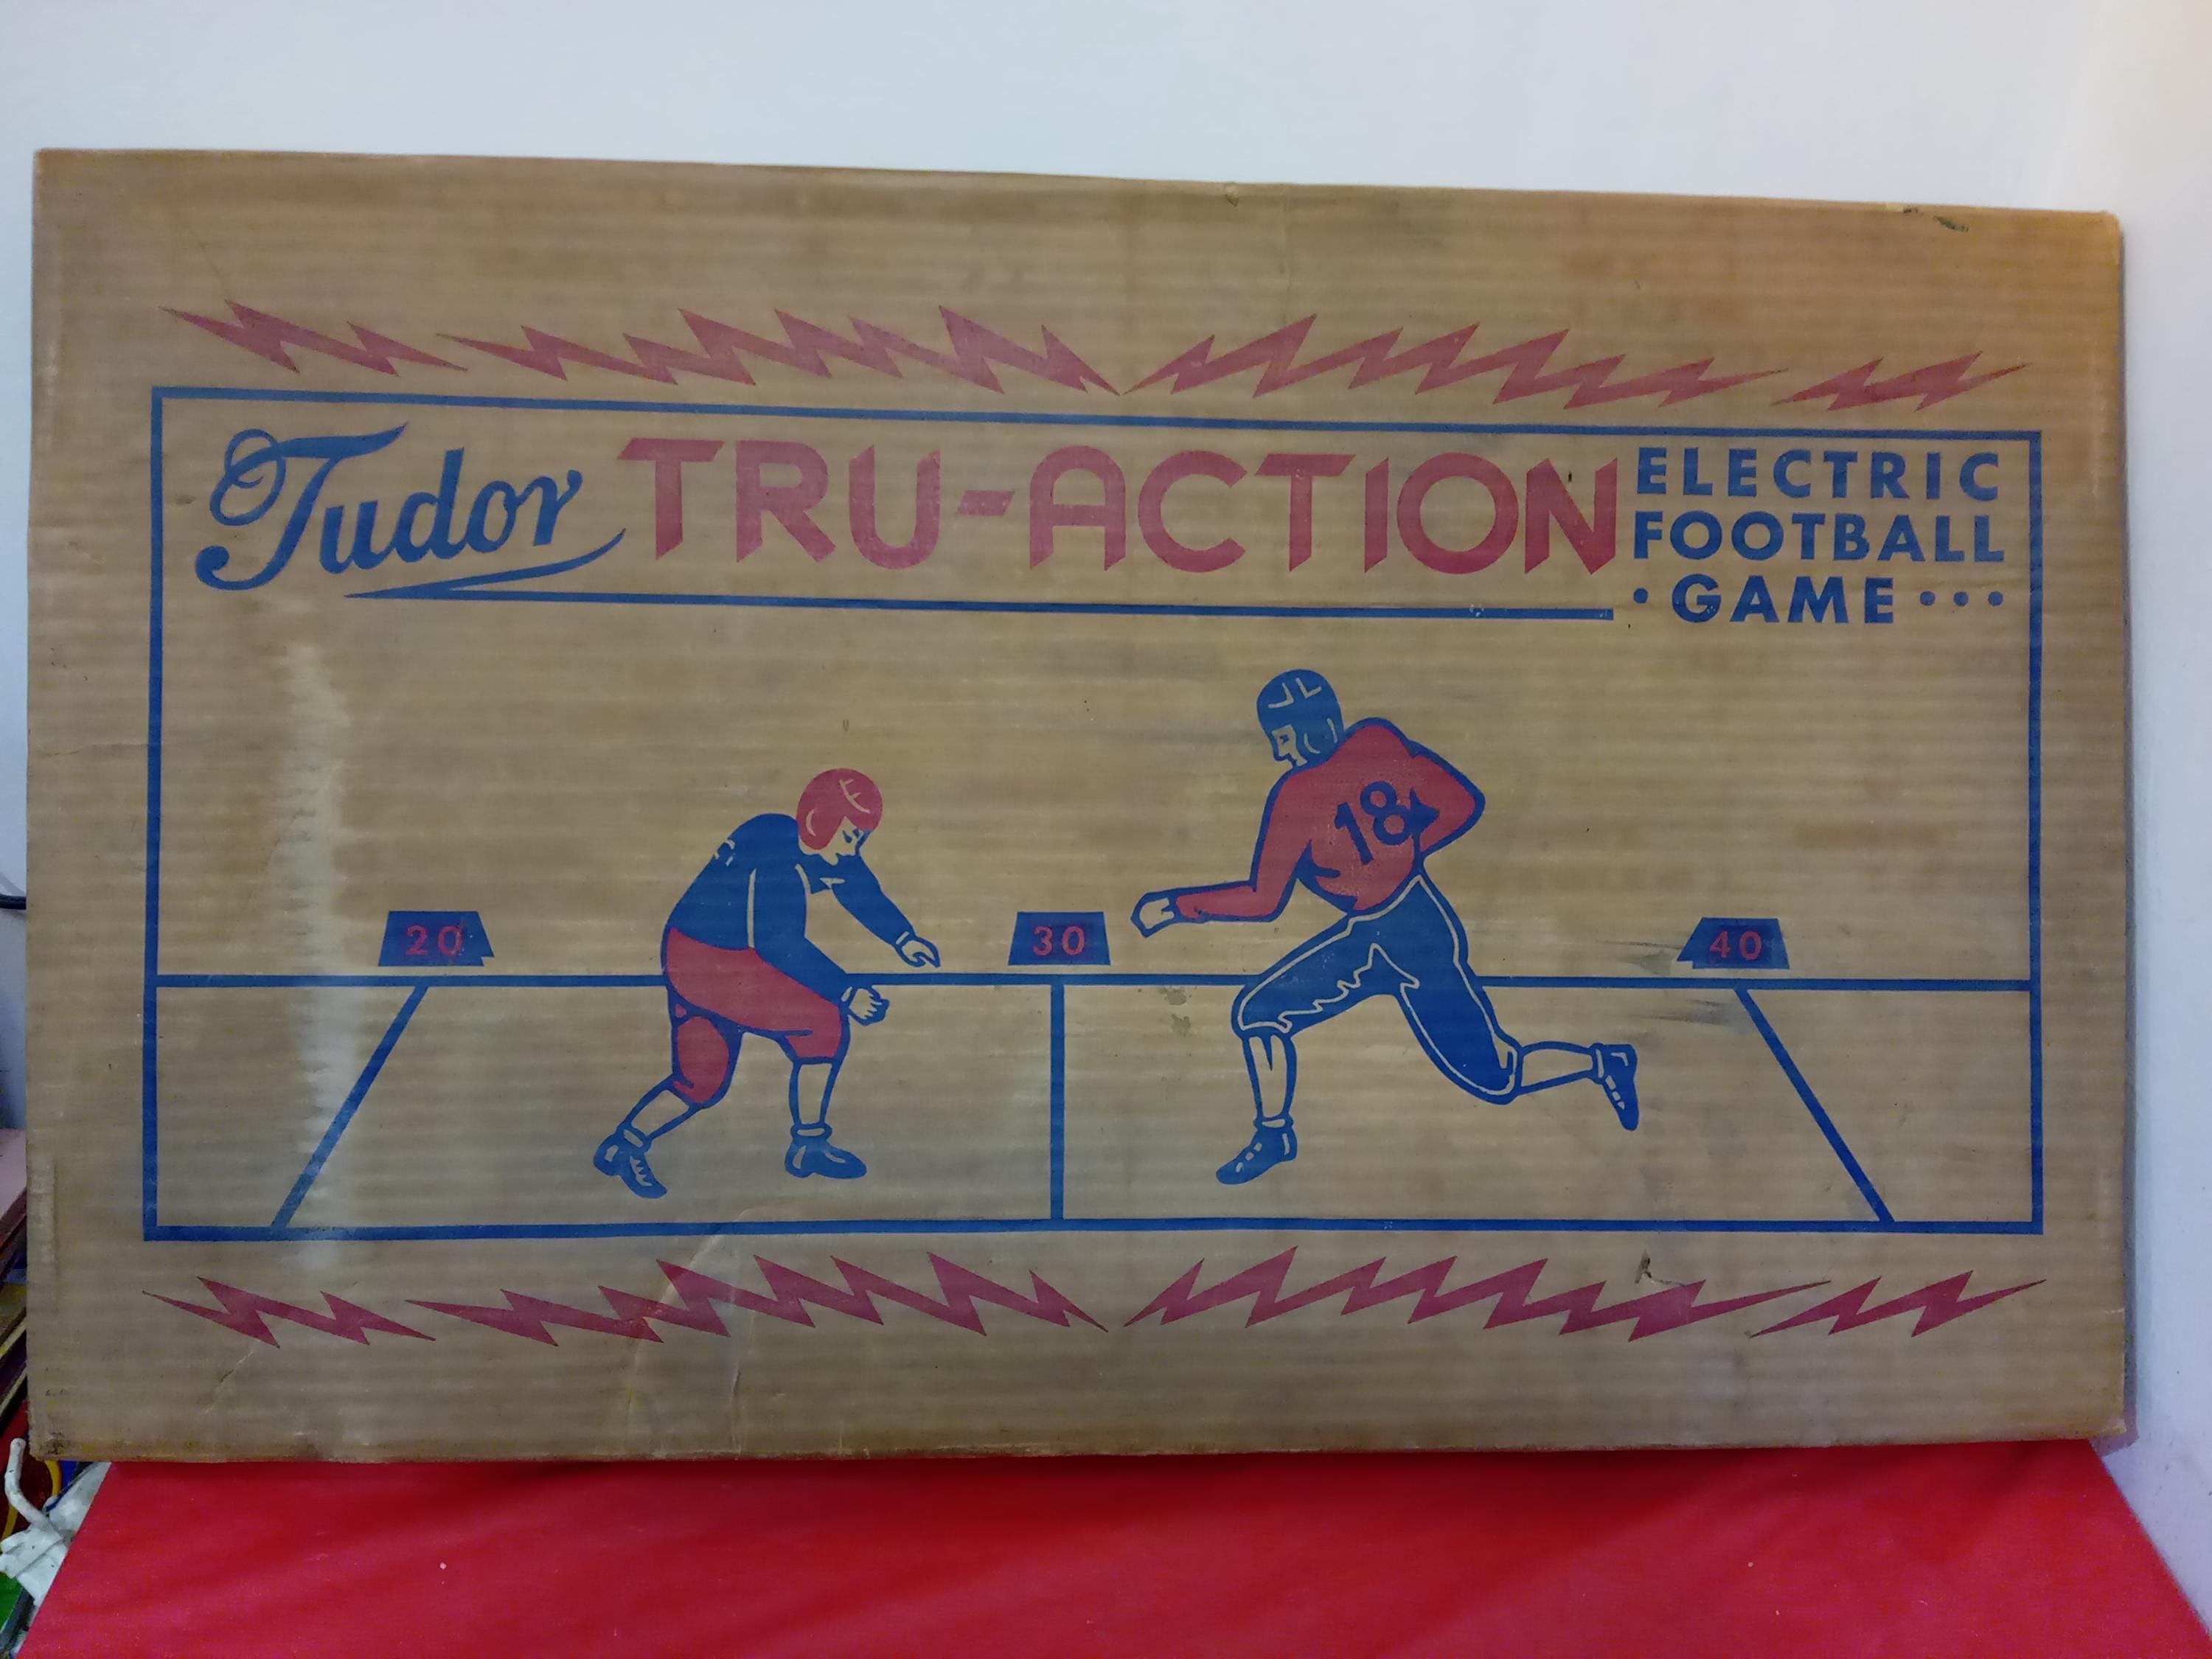 Tudor TRU-ACTION ELECTRIC
FOOTBALL
• GAME • • •
18
20 30 40